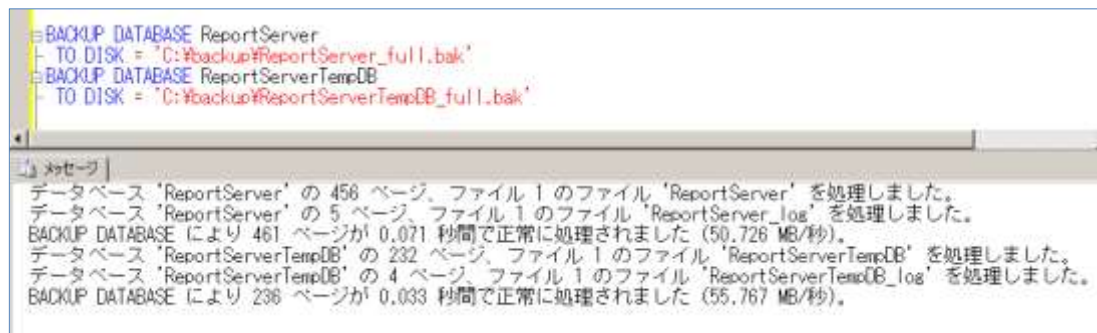 BACKUP DATABASE ReportServer
TO DISK = 'C:¥backup¥ReportServer_full.bak'
BACKUP DATABASE ReportServerTempDB
TO DISK = 'C:¥backup¥ReportServerTempDB_full.bak'
メッセージ
データベース 'ReportServer' の 456 ページ、ファイル 1 のファイル 'ReportServer' を処理しました。
データベース 'ReportServer' の 5 ページ、ファイル 1 のファイル 'ReportServer_log' を処理しました。
BACKUP DATABASE により 461 ページが 0.071 秒間で正常に処理されました (50.726 MB/秒)。
データベース 'ReportServerTempDB' の 232 ページ、ファイル 1 のファイル 'ReportServerTempDB' を処理しました。
データベース 'ReportServerTempDB' の 4 ページ、ファイル 1 のファイル 'ReportServerTempDB_log' を処理しました。
BACKUP DATABASE により 236 ページが 0.033 秒間で正常に処理されました (55.767 MB/秒)。